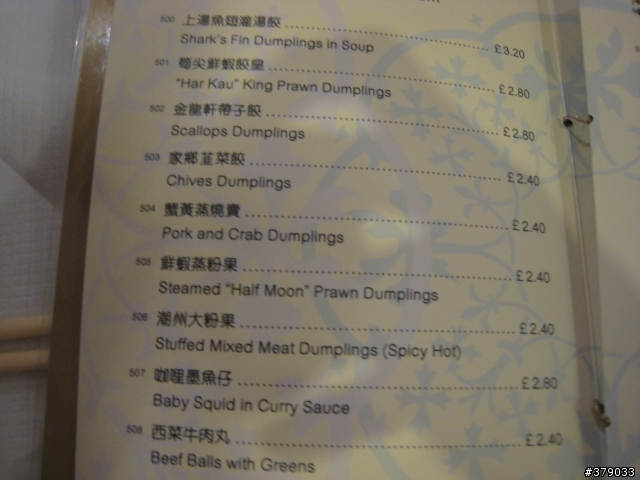 500 上湯魚翅灌湯餃 £3.20
Shark's Fin Dumplings in Soup
501 筍尖鮮蝦餃皇 £2.80
"Har Kau" King Prawn Dumplings
502 金龍軒帶子餃 £2.80
Scallops Dumplings
503 家鄉韮菜餃 £2.40
Chives Dumplings
504 蟹黃蒸燒賣 £2.40
Pork and Crab Dumplings
505 鮮蝦蒸粉果 £2.40
Steamed "Half Moon" Prawn Dumplings
506 潮州大粉果 £2.40
Stuffed Mixed Meat Dumplings (Spicy Hot)
507 咖喱墨魚仔 £2.80
Baby Squid in Curry Sauce
508 西菜牛肉丸 £2.40
Beef Balls with Greens
#379033